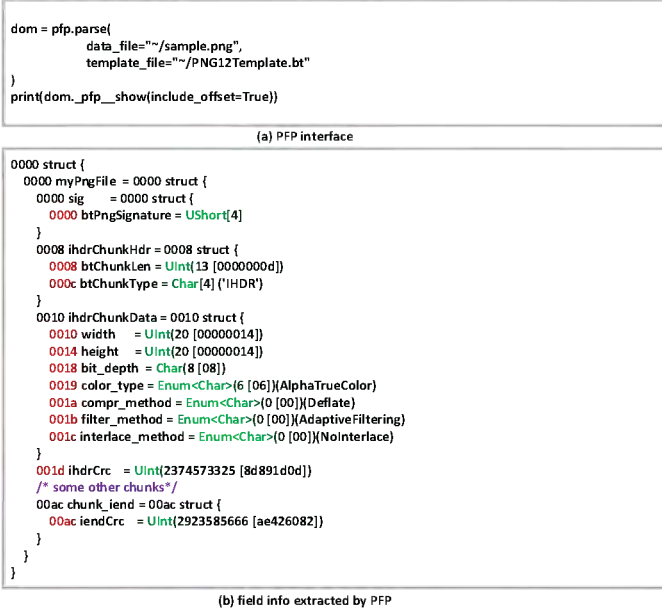 dom = pfp.parse(
data_file="~/sample.png",
template_file="~/PNG12Template.bt"
)
print(dom._pfp__show(include_offset=True))
(a) PFP interface
0000 struct {
0000 myPngFile = 0000 struct {
0000 sig = 0000 struct {
0000 btPngSignature = UShort[4]
}
0008 ihdrChunkHdr = 0008 struct {
0008 btChunkLen = UInt(13 [0000000d])
000c btChunkType = Char[4] ('IHDR')
}
0010 ihdrChunkData = 0010 struct {
0010 width = UInt(20 [00000014])
0014 height = UInt(20 [00000014])
0018 bit_depth = Char(8 [08])
0019 color_type = Enum<Char>(6 [06])(AlphaTrueColor)
001a compr_method = Enum<Char>(0 [00])(Deflate)
001b filter_method = Enum<Char>(0 [00])(AdaptiveFiltering)
001c interlace_method = Enum<Char>(0 [00])(NoInterlace)
}
001d ihdrCrc = UInt(2374573325 [8d891d0d])
/* some other chunks*/
00ac chunk_iend = 00ac struct {
00ac iendCrc = UInt(2923585666 [ae426082])
}
}
}
(b) field info extracted by PFP